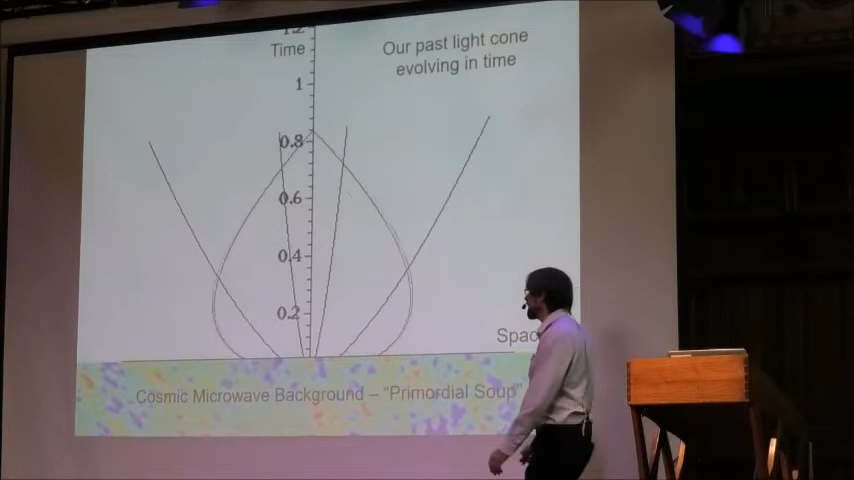 1.2
Time
Our past light cone
evolving in time
1
0.8
0.6
0.4
0.2
Cosmic Microwave Background – “Primordial Soup”